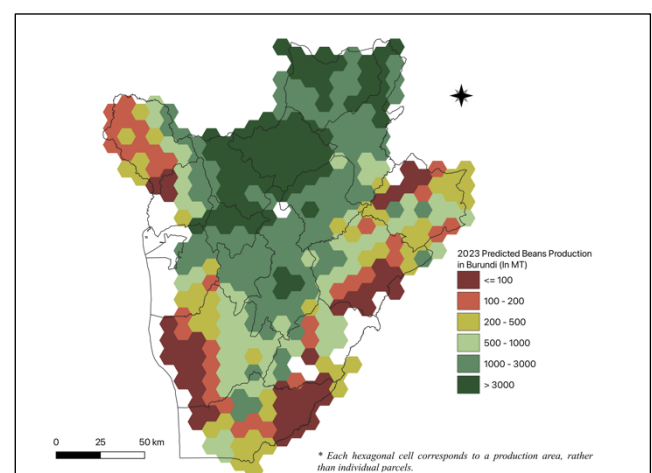 2023 Predicted Beans Production
in Burundi (In MT)
<= 100
100 - 200
200 - 500
500 - 1000
1000 - 3000
> 3000
0 25 50 km
* Each hexagonal cell corresponds to a production area, rather
than individual parcels.